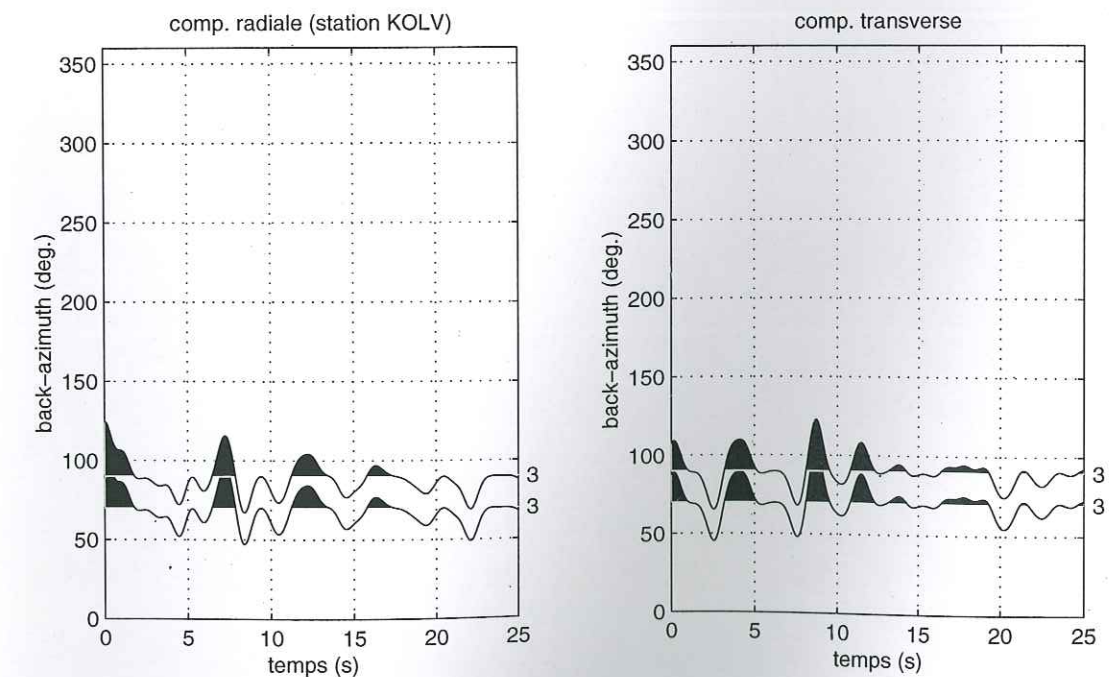 comp. radiale (station KOLV)
back-azimuth (deg.)
350
300
250
200
150
100
50
0
3
3
0 5 10 15 20 25
temps (s)
comp. transverse
back-azimuth (deg.)
350
300
250
200
150
100
50
0
3
3
0 5 10 15 20 25
temps (s)